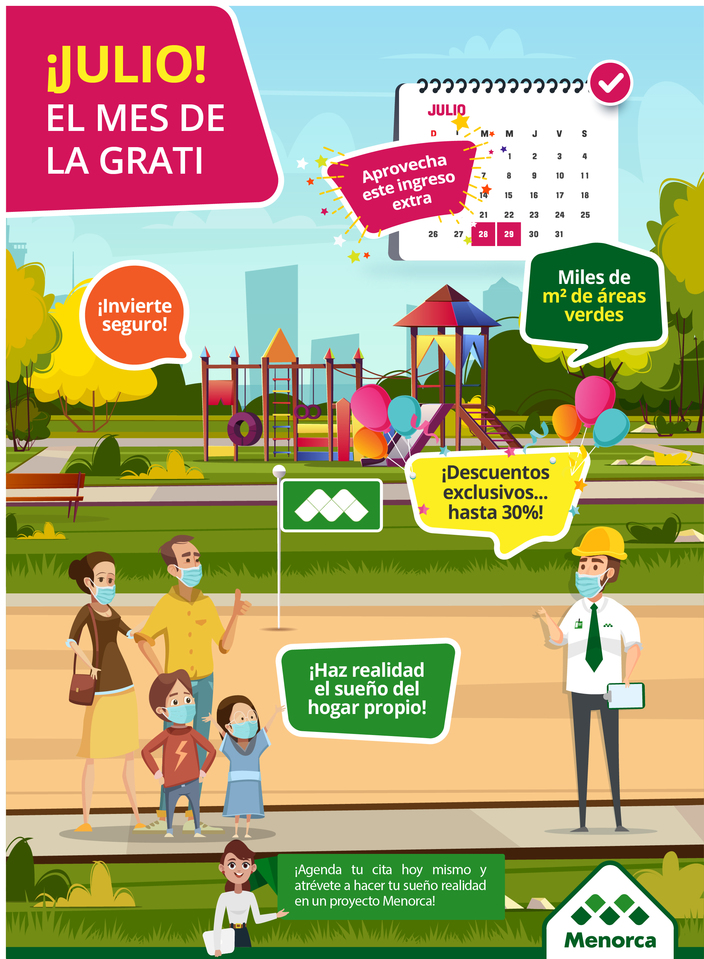 ¡JULIO!
EL MES DE
LA GRATI
JULIO
D M M J V S
1 2 3 4
7 8 9 10 11
14 15 16 17 18
21 22 23 24 25
26 27 28 29 30 31
Aprovecha
este ingreso
extra
¡Invierte
seguro!
Miles de
m² de áreas
verdes
¡Descuentos
exclusivos...
hasta 30%!
¡Haz realidad
el sueño del
hogar propio!
¡Agenda tu cita hoy mismo y
atrévete a hacer tu sueño realidad
en un proyecto Menorca!
Menorca